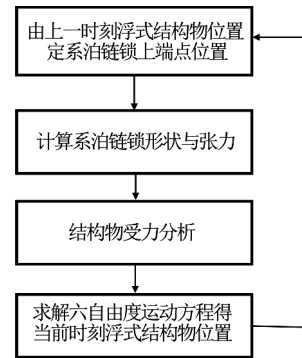 由上一时刻浮式结构物位置
定系泊链锁上端点位置
计算系泊链锁形状与张力
结构物受力分析
求解六自由度运动方程得
当前时刻浮式结构物位置